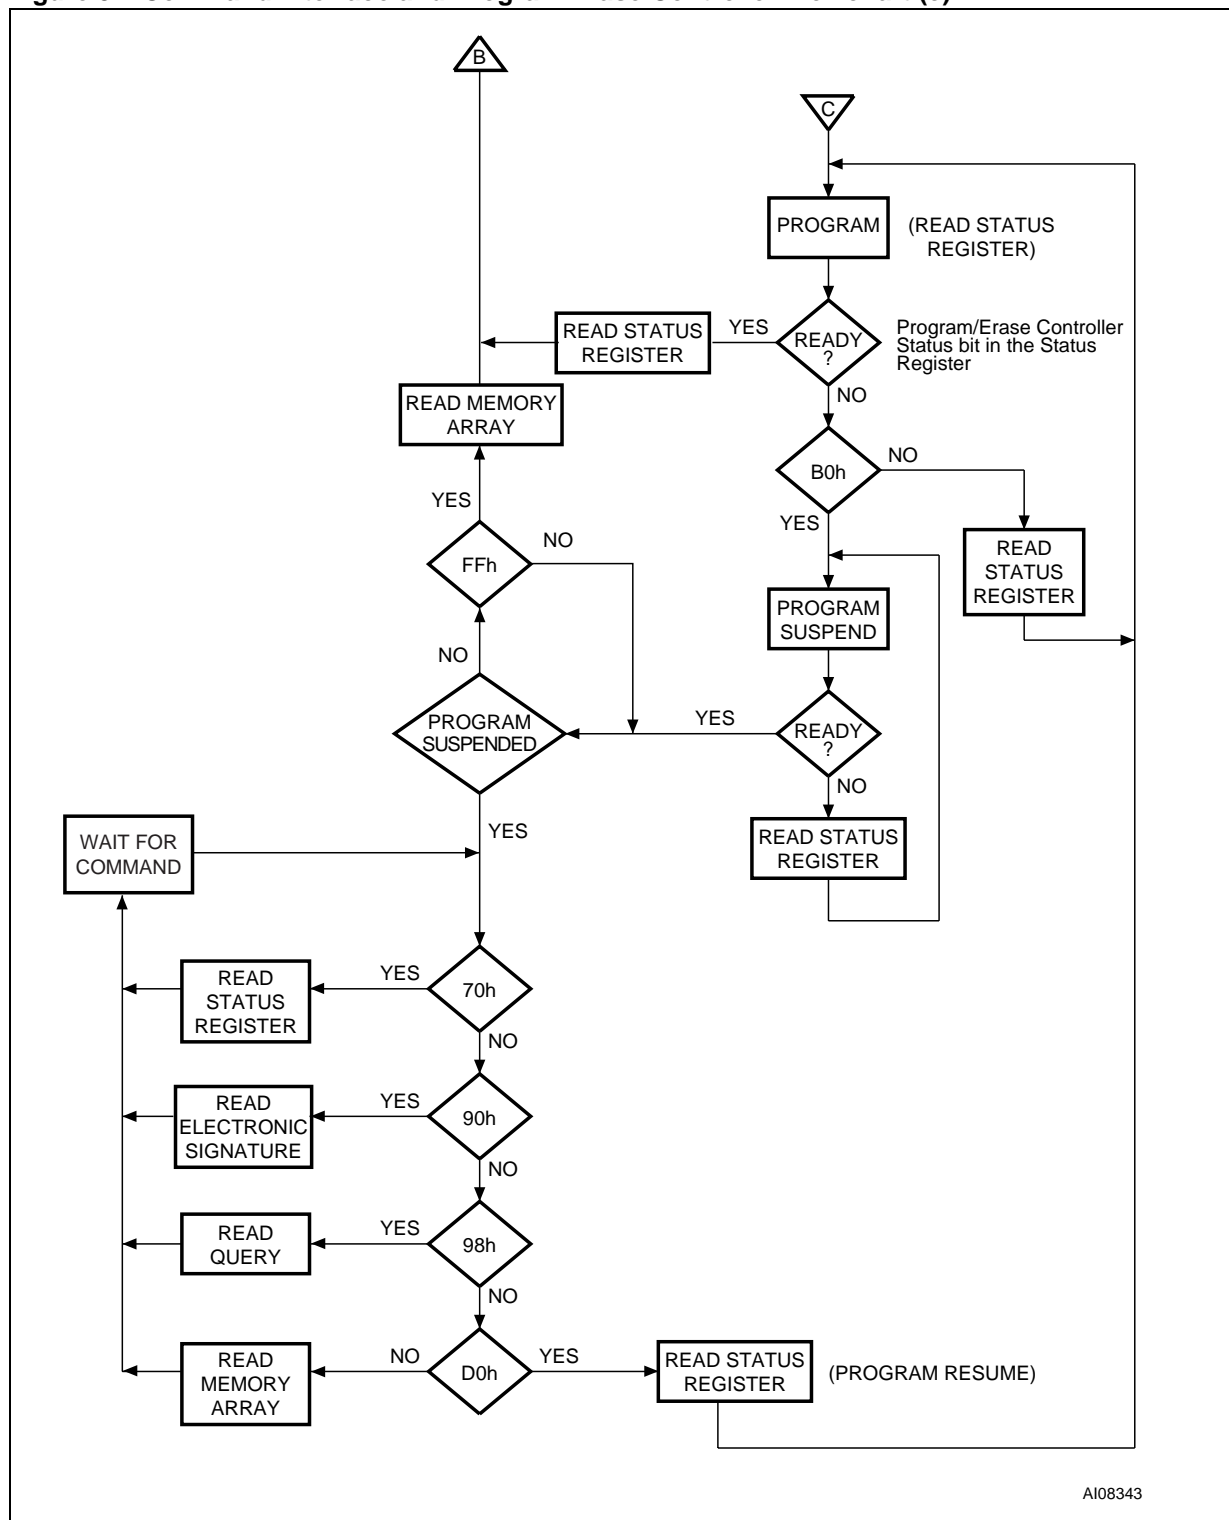 B
C
PROGRAM
(READ STATUS
REGISTER)
READ STATUS
REGISTER
YES
READY
?
Program/Erase Controller
Status bit in the Status
Register
NO
READ MEMORY
ARRAY
B0h
NO
YES
YES
FFh
NO
READ
STATUS
REGISTER
PROGRAM
SUSPEND
NO
PROGRAM
SUSPENDED
YES
READY
?
NO
YES
WAIT FOR
COMMAND
READ STATUS
REGISTER
READ
STATUS
REGISTER
YES
70h
NO
READ
ELECTRONIC
SIGNATURE
YES
90h
NO
READ
QUERY
YES
98h
NO
READ
MEMORY
ARRAY
NO
D0h
YES
READ STATUS
REGISTER
(PROGRAM RESUME)
AI08343